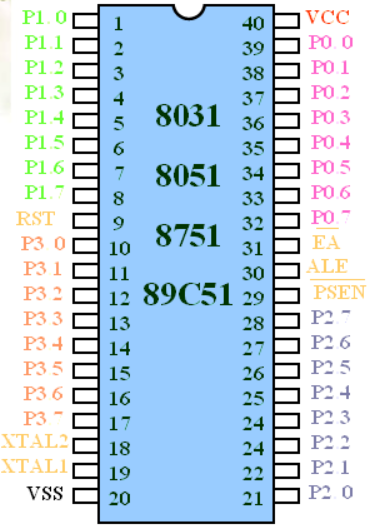 P1.0 1 40 VCC
P1.1 2 39 P0.0
P1.2 3 38 P0.1
P1.3 4 37 P0.2
P1.4 5 8031 36 P0.3
P1.5 6 35 P0.4
P1.6 7 8051 34 P0.5
P1.7 8 33 P0.6
RST 9 32 P0.7
P3 0 10 8751 31 EA
P3 1 11 30 ALE
P3 2 12 89C51 29 PSEN
P3 3 13 28 P2.7
P3 4 14 27 P2 6
P3 5 15 26 P2 5
P3 6 16 25 P2 4
P3 7 17 24 P2 3
XTAL2 18 24 P2 2
XTAL1 19 22 P2 1
VSS 20 21 P2 0